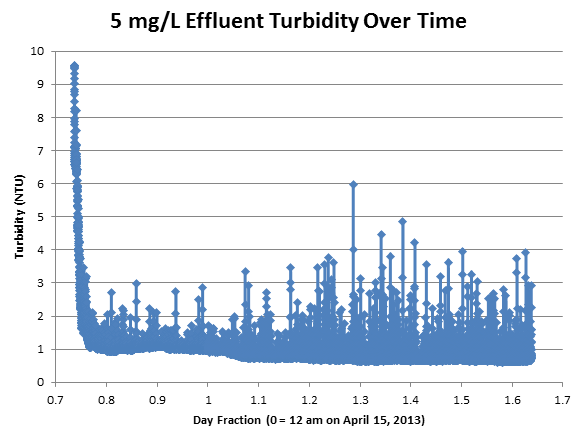 5 mg/L Effluent Turbidity Over Time
10
9
8
7
6
5
4
3
2
1
0
Turbidity (NTU)
0.7 0.8 0.9 1 1.1 1.2 1.3 1.4 1.5 1.6 1.7
Day Fraction (0 = 12 am on April 15, 2013)